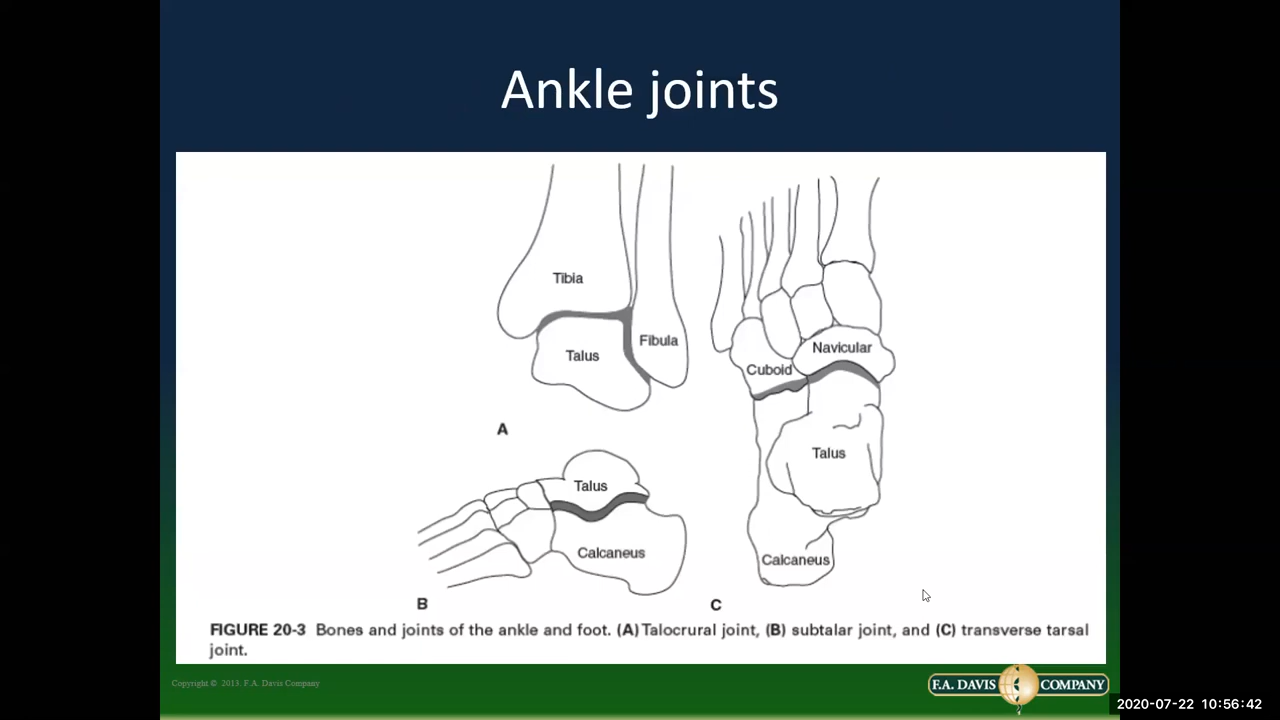 Ankle joints
Tibia
Talus
Fibula
A
Talus
Calcaneus
B
Cuboid
Navicular
Talus
Calcaneus
C
FIGURE 20-3 Bones and joints of the ankle and foot. (A) Talocrural joint, (B) subtalar joint, and (C) transverse tarsal
joint.
Copyright © 2013. F.A. Davis Company
F.A. DAVIS COMPANY
2020-07-22 10:56:42